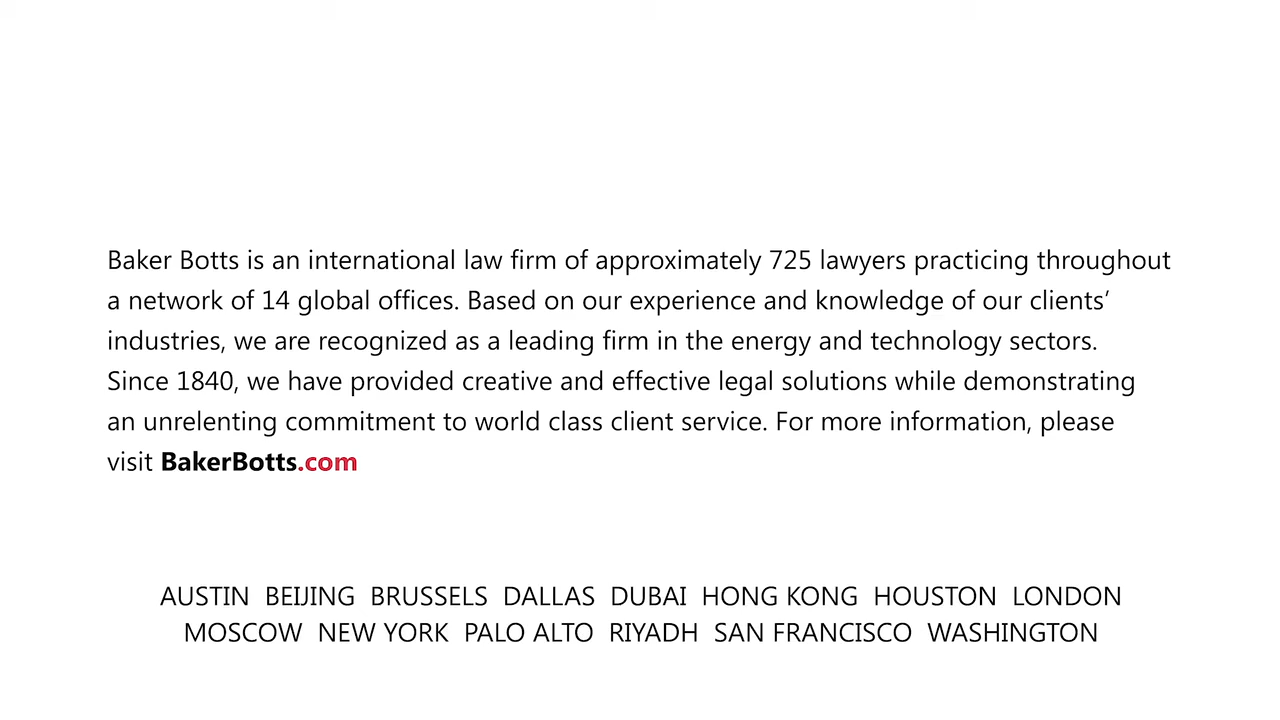 Baker Botts is an international law firm of approximately 725 lawyers practicing throughout
a network of 14 global offices. Based on our experience and knowledge of our clients’
industries, we are recognized as a leading firm in the energy and technology sectors.
Since 1840, we have provided creative and effective legal solutions while demonstrating
an unrelenting commitment to world class client service. For more information, please
visit BakerBotts.com
AUSTIN BEIJING BRUSSELS DALLAS DUBAI HONG KONG HOUSTON LONDON
MOSCOW NEW YORK PALO ALTO RIYADH SAN FRANCISCO WASHINGTON